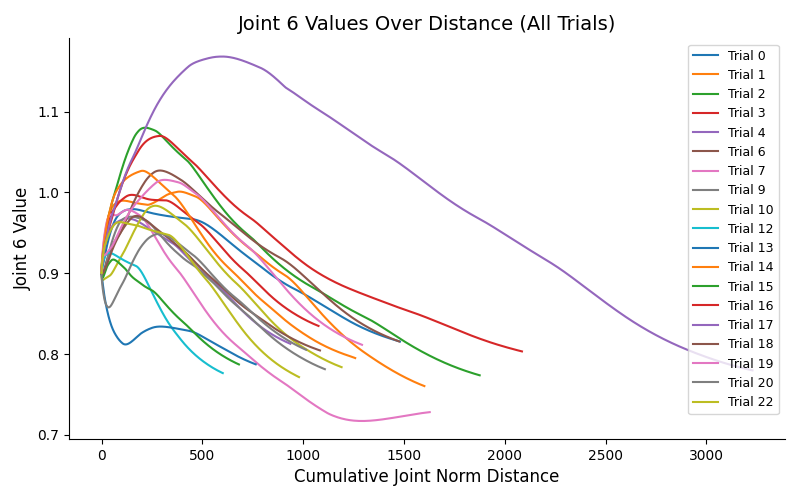 Joint 6 Values Over Distance (All Trials)
Joint 6 Value
1.1
1.0
0.9
0.8
0.7
0
500
1000
1500
2000
2500
3000
Cumulative Joint Norm Distance
Trial 0
Trial 1
Trial 2
Trial 3
Trial 4
Trial 6
Trial 7
Trial 9
Trial 10
Trial 12
Trial 13
Trial 14
Trial 15
Trial 16
Trial 17
Trial 18
Trial 19
Trial 20
Trial 22